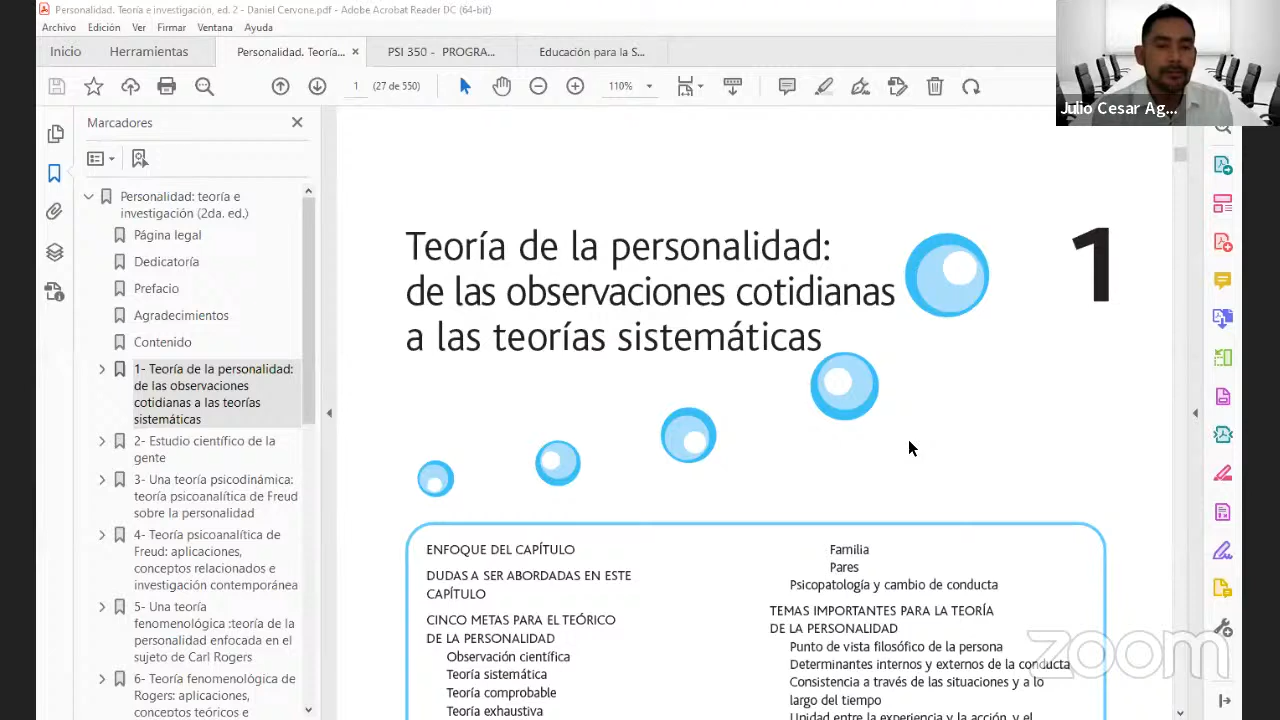 Personalidad. Teoría e investigación, ed. 2 - Daniel Cervone.pdf - Adobe Acrobat Reader DC (64-bit)
Archivo Edición Ver Firmar Ventana Ayuda
Inicio Herramientas Personalidad. Teoría... × PSI 350 - PROGRA... Educación para la S...
1 (27 de 550) 110%
Julio Cesar Ag...
Marcadores
Personalidad: teoría e
investigación (2da. ed.)
Página legal
Dedicatoría
Prefacio
Agradecimientos
Contenido
1- Teoría de la personalidad:
de las observaciones
cotidianas a las teorías
sistemáticas
2- Estudio científico de la
gente
3- Una teoría psicodinámica:
teoría psicoanalítica de Freud
sobre la personalidad
4- Teoría psicoanalítica de
Freud: aplicaciones,
conceptos relacionados e
investigación contemporánea
5- Una teoría
fenomenológica :teoría de la
personalidad enfocada en el
sujeto de Carl Rogers
6- Teoría fenomenológica de
Rogers: aplicaciones,
conceptos teóricos e
Teoría de la personalidad:
de las observaciones cotidianas
a las teorías sistemáticas
1
ENFOQUE DEL CAPÍTULO
DUDAS A SER ABORDADAS EN ESTE
CAPÍTULO
CINCO METAS PARA EL TEÓRICO
DE LA PERSONALIDAD
Observación científica
Teoría sistemática
Teoría comprobable
Teoría exhaustiva
Familia
Pares
Psicopatología y cambio de conducta
TEMAS IMPORTANTES PARA LA TEORÍA
DE LA PERSONALIDAD
Punto de vista filosófico de la persona
Determinantes internos y externos de la conducta
Consistencia a través de las situaciones y a lo
largo del tiempo
Unidad entre la experiencia y la acción, y el
zoom